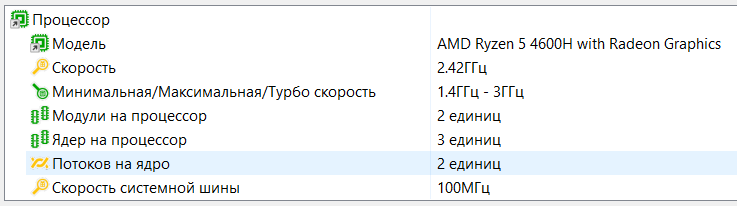 Процессор
Модель AMD Ryzen 5 4600H with Radeon Graphics
Скорость 2.42ГГц
Минимальная/Максимальная/Турбо скорость 1.4ГГц - 3ГГц
Модули на процессор 2 единиц
Ядер на процессор 3 единиц
Потоков на ядро 2 единиц
Скорость системной шины 100МГц